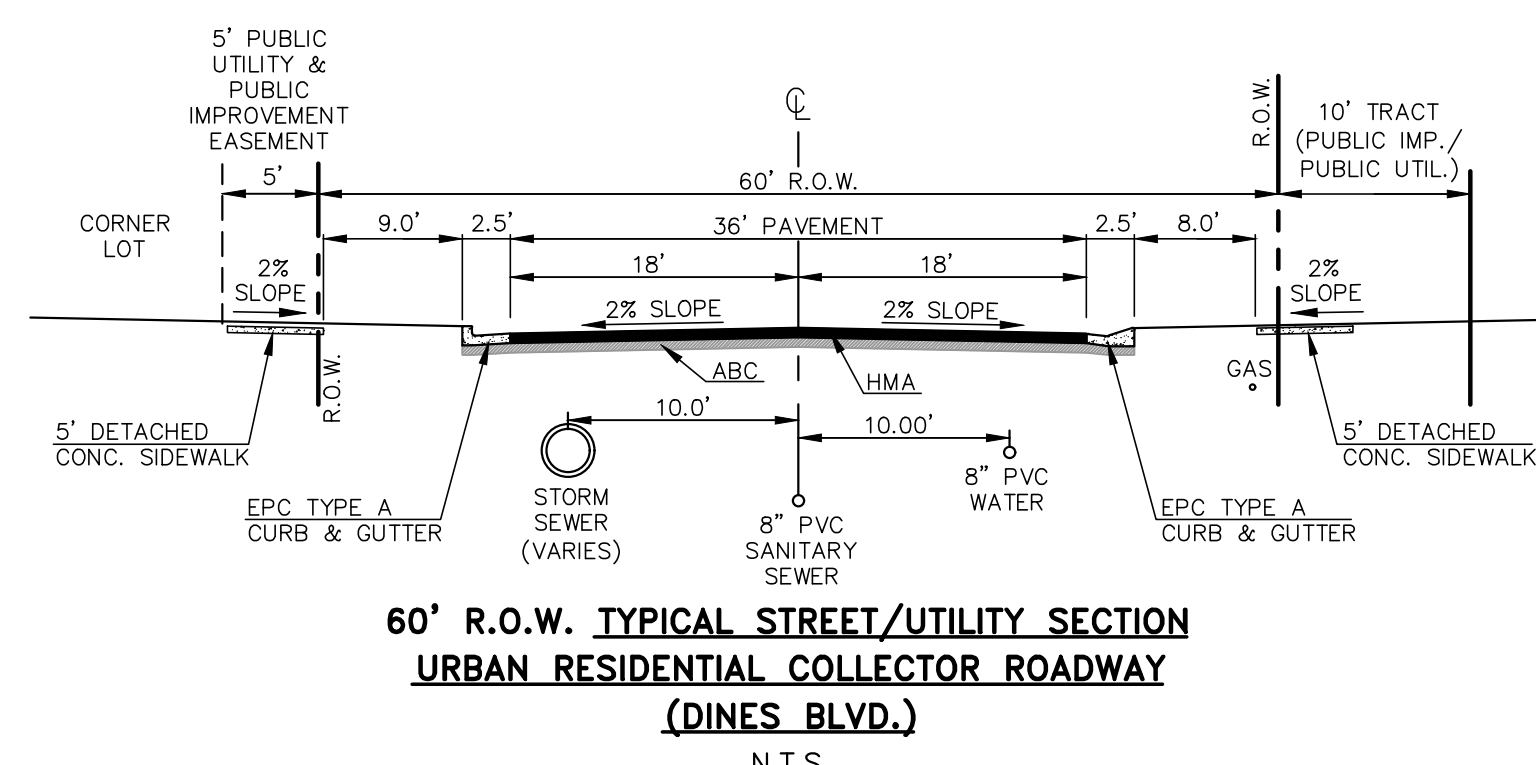 5' PUBLIC
UTILITY &
PUBLIC
IMPROVEMENT
EASEMENT
℄
R.O.W.
10' TRACT
(PUBLIC IMP./
PUBLIC UTIL.)
5'
60' R.O.W.
CORNER
LOT
9.0'
2.5'
36' PAVEMENT
2.5'
8.0'
18'
18'
2%
SLOPE
2% SLOPE
2% SLOPE
2%
SLOPE
R.O.W.
ABC
HMA
GAS
10.0'
10.00'
5' DETACHED
CONC. SIDEWALK
5' DETACHED
CONC. SIDEWALK
EPC TYPE A
CURB & GUTTER
STORM
SEWER
(VARIES)
8" PVC
SANITARY
SEWER
8" PVC
WATER
EPC TYPE A
CURB & GUTTER
60' R.O.W. TYPICAL STREET/UTILITY SECTION
URBAN RESIDENTIAL COLLECTOR ROADWAY
(DINES BLVD.)
N.T.S.